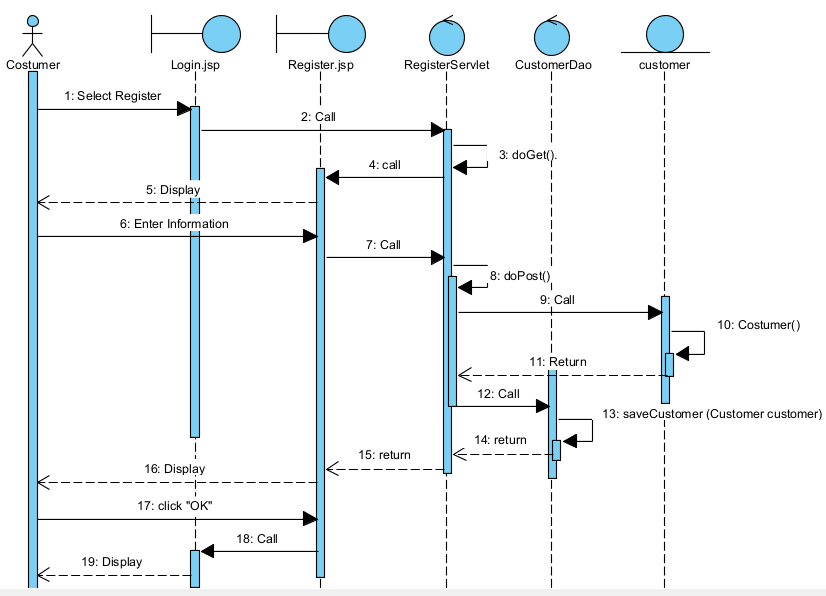 Costumer
Login.jsp
Register.jsp
RegisterServlet
CustomerDao
customer
1: Select Register
2: Call
3: doGet().
4: call
5: Display
6: Enter Information
7: Call
8: doPost()
9: Call
10: Costumer()
11: Return
12: Call
13: saveCustomer (Customer customer)
14: return
15: return
16: Display
17: click "OK"
18: Call
19: Display